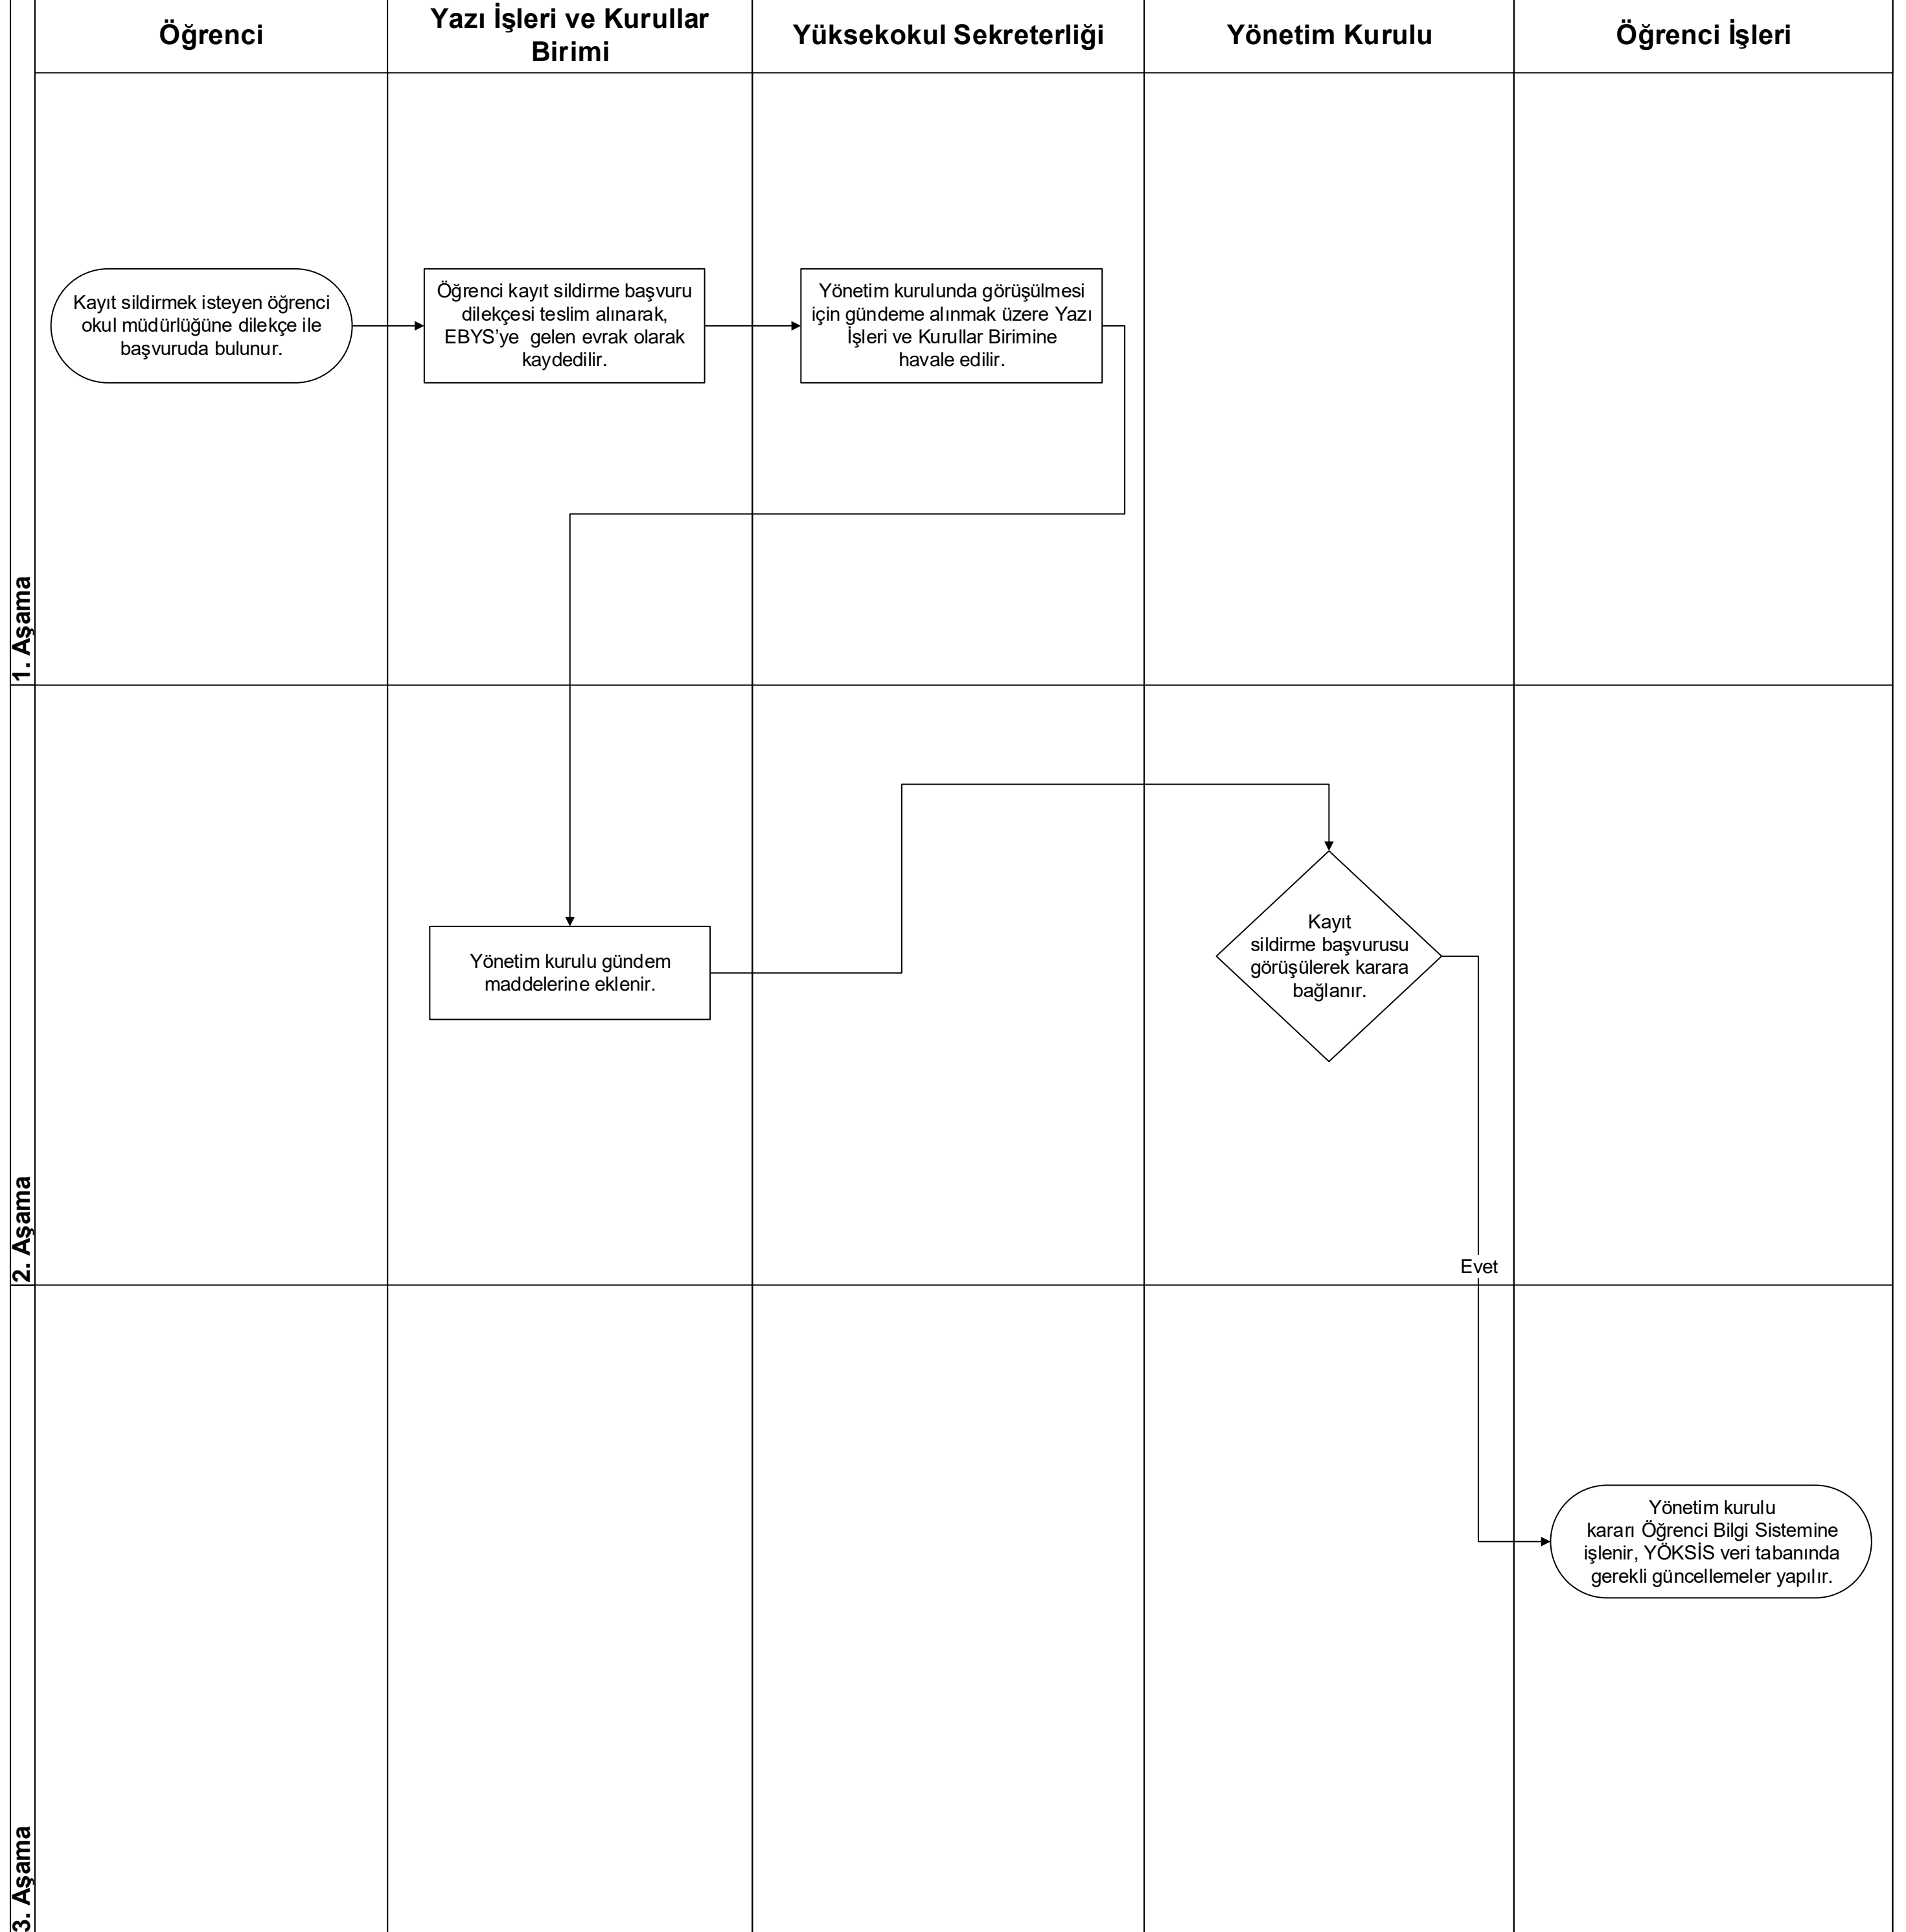 Öğrenci
Yazı İşleri ve Kurullar
Birimi
Yüksekokul Sekreterliği
Yönetim Kurulu
Öğrenci İşleri
1. Aşama
Kayıt sildirmek isteyen öğrenci
okul müdürlüğüne dilekçe ile
başvuruda bulunur.
Öğrenci kayıt sildirme başvuru
dilekçesi teslim alınarak,
EBYS’ye gelen evrak olarak
kaydedilir.
Yönetim kurulunda görüşülmesi
için gündeme alınmak üzere Yazı
İşleri ve Kurullar Birimine
havale edilir.
2. Aşama
Yönetim kurulu gündem
maddelerine eklenir.
Kayıt
sildirme başvurusu
görüşülerek karara
bağlanır.
Evet
3. Aşama
Yönetim kurulu
kararı Öğrenci Bilgi Sistemine
işlenir, YÖKSİS veri tabanında
gerekli güncellemeler yapılır.